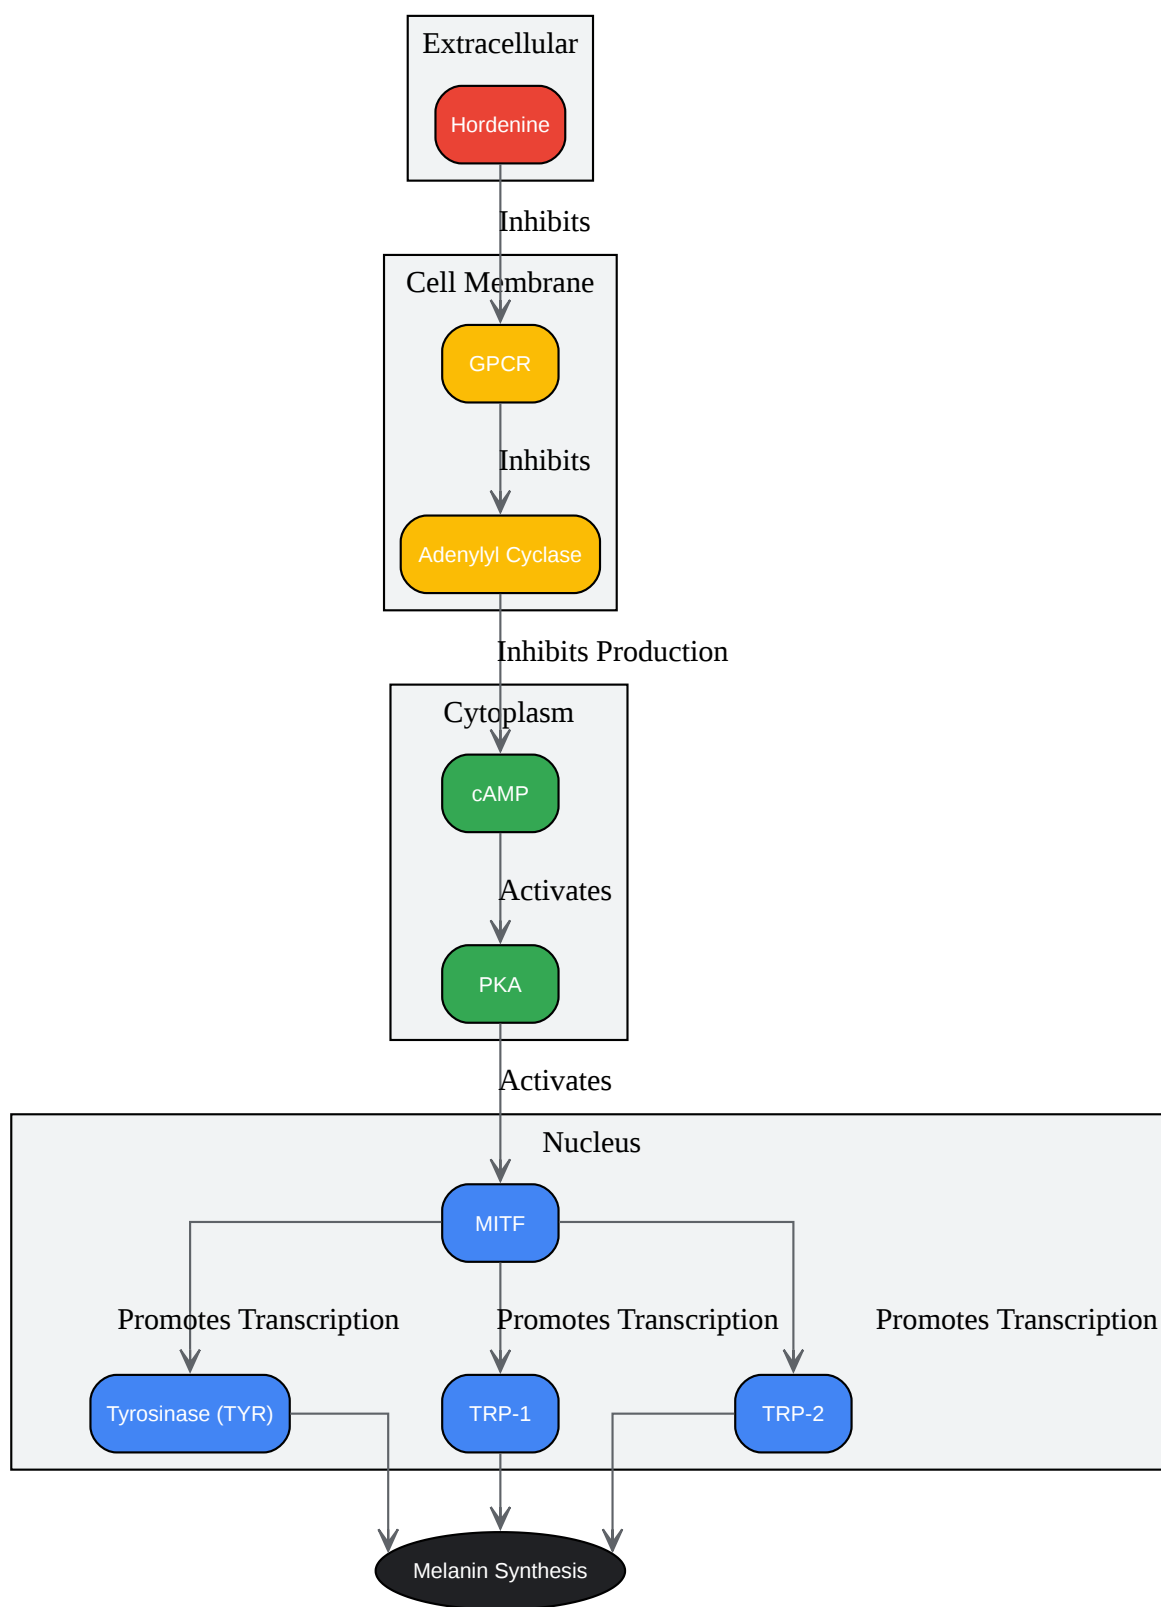 Extracellular
Hordenine
Inhibits
Cell Membrane
GPCR
Inhibits
Adenylyl Cyclase
Inhibits Production
Cytoplasm
cAMP
Activates
PKA
Activates
Nucleus
MITF
Promotes Transcription
Promotes Transcription
Promotes Transcription
Tyrosinase (TYR)
TRP-1
TRP-2
Melanin Synthesis